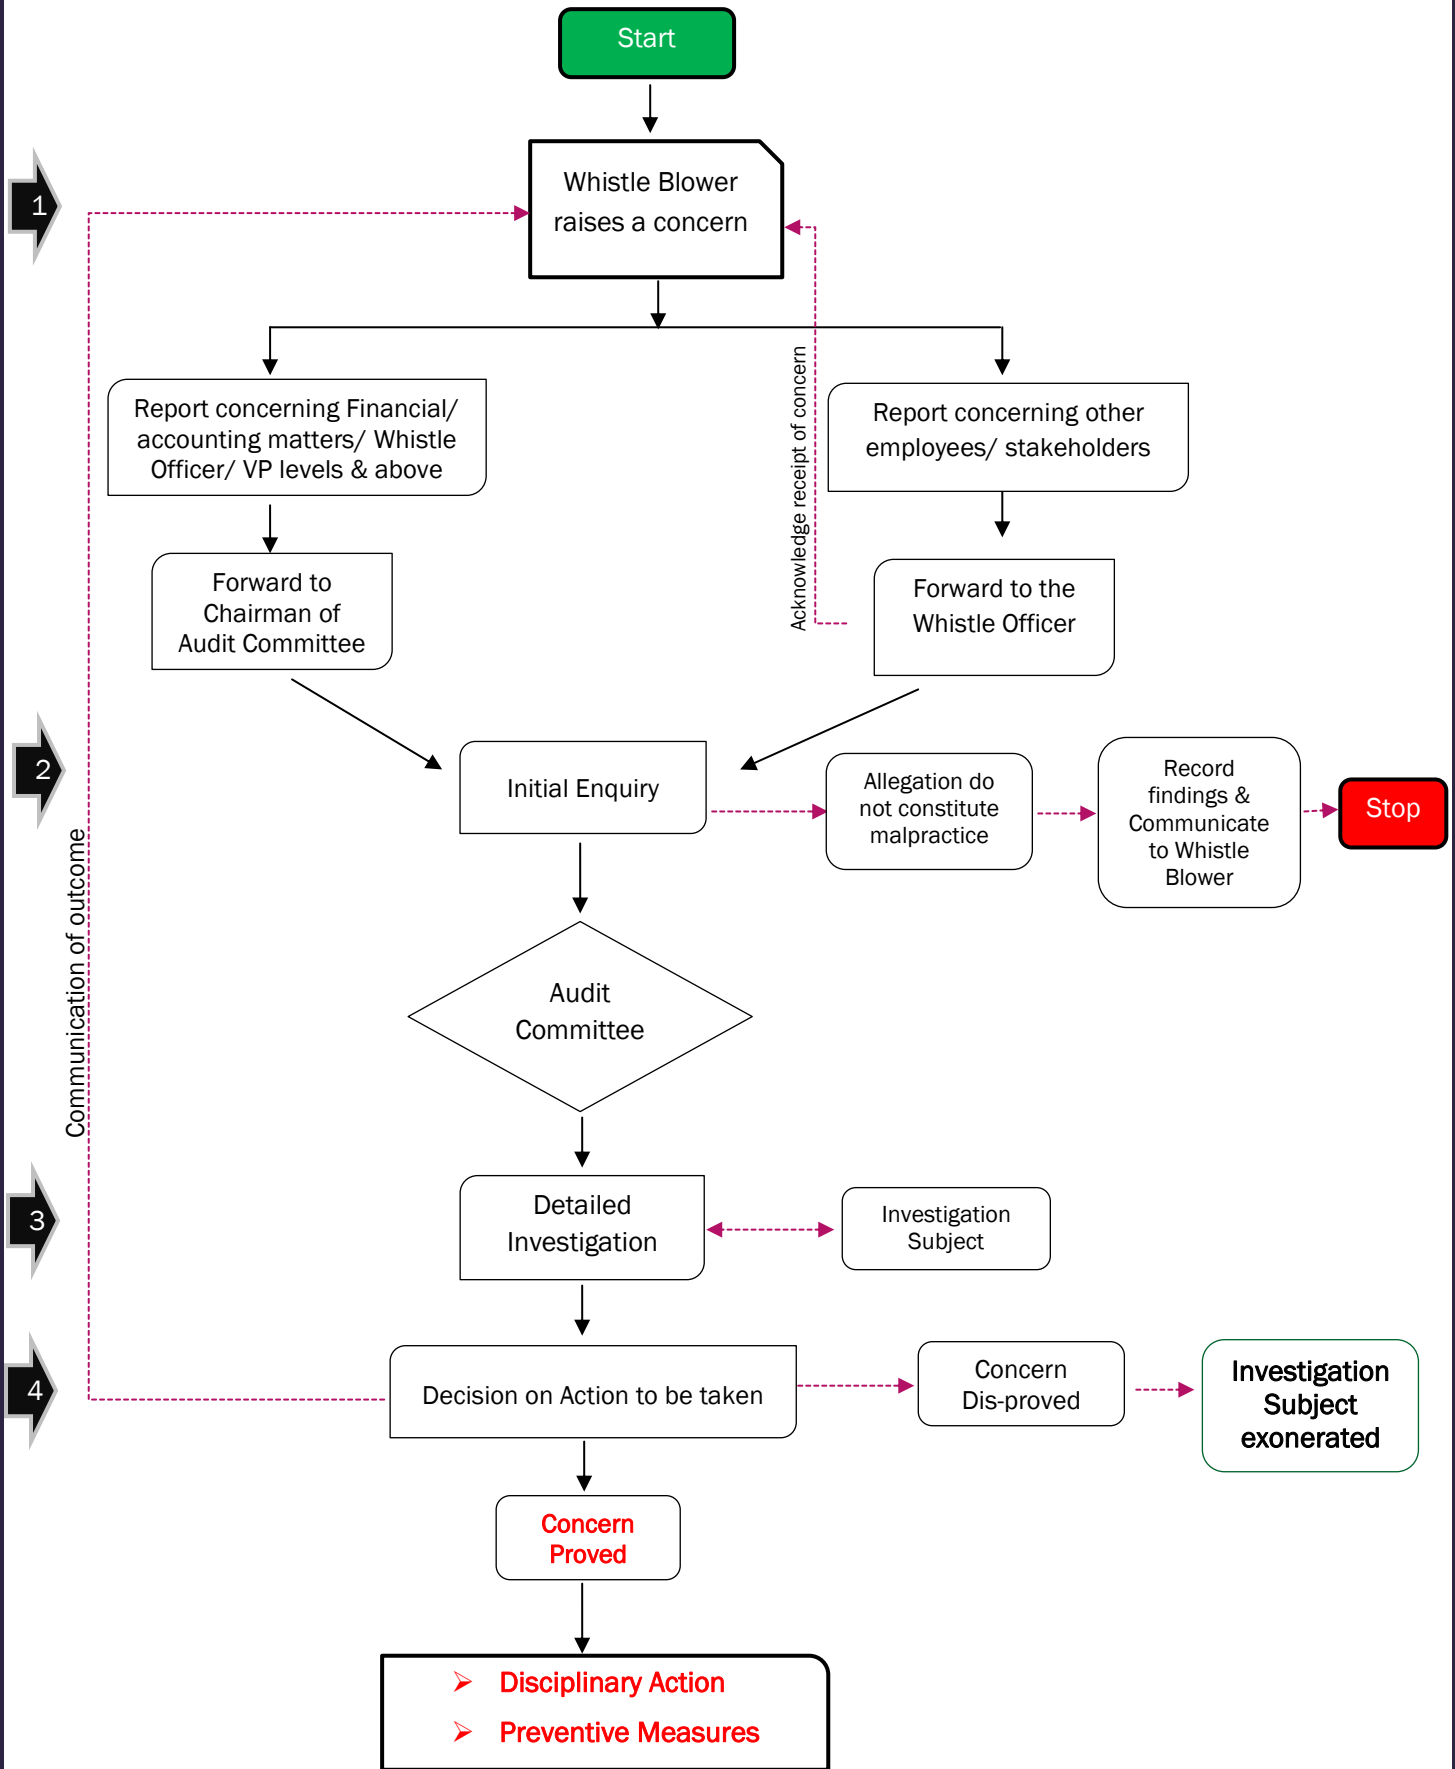 Start
1
Whistle Blower
raises a concern
Acknowledge receipt of concern
Report concerning Financial/
accounting matters/ Whistle
Officer/ VP levels & above
Report concerning other
employees/ stakeholders
Forward to
Chairman of
Audit Committee
Forward to the
Whistle Officer
2
Initial Enquiry
Allegation do
not constitute
malpractice
Record
findings &
Communicate
to Whistle
Blower
Stop
Communication of outcome
Audit
Committee
3
Detailed
Investigation
Investigation
Subject
4
Decision on Action to be taken
Concern
Dis-proved
Investigation
Subject
exonerated
Concern
Proved
➢ Disciplinary Action
➢ Preventive Measures